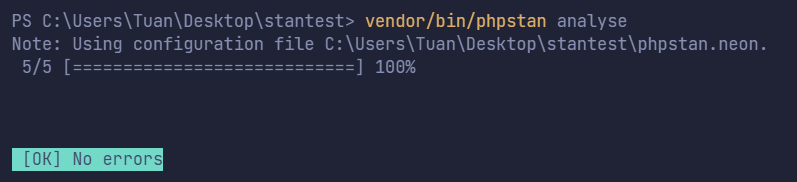 PS C:\Users\Tuan\Desktop\stantest> vendor/bin/phpstan analyse
Note: Using configuration file C:\Users\Tuan\Desktop\stantest\phpstan.neon.
 5/5 [============================] 100%
 [OK] No errors